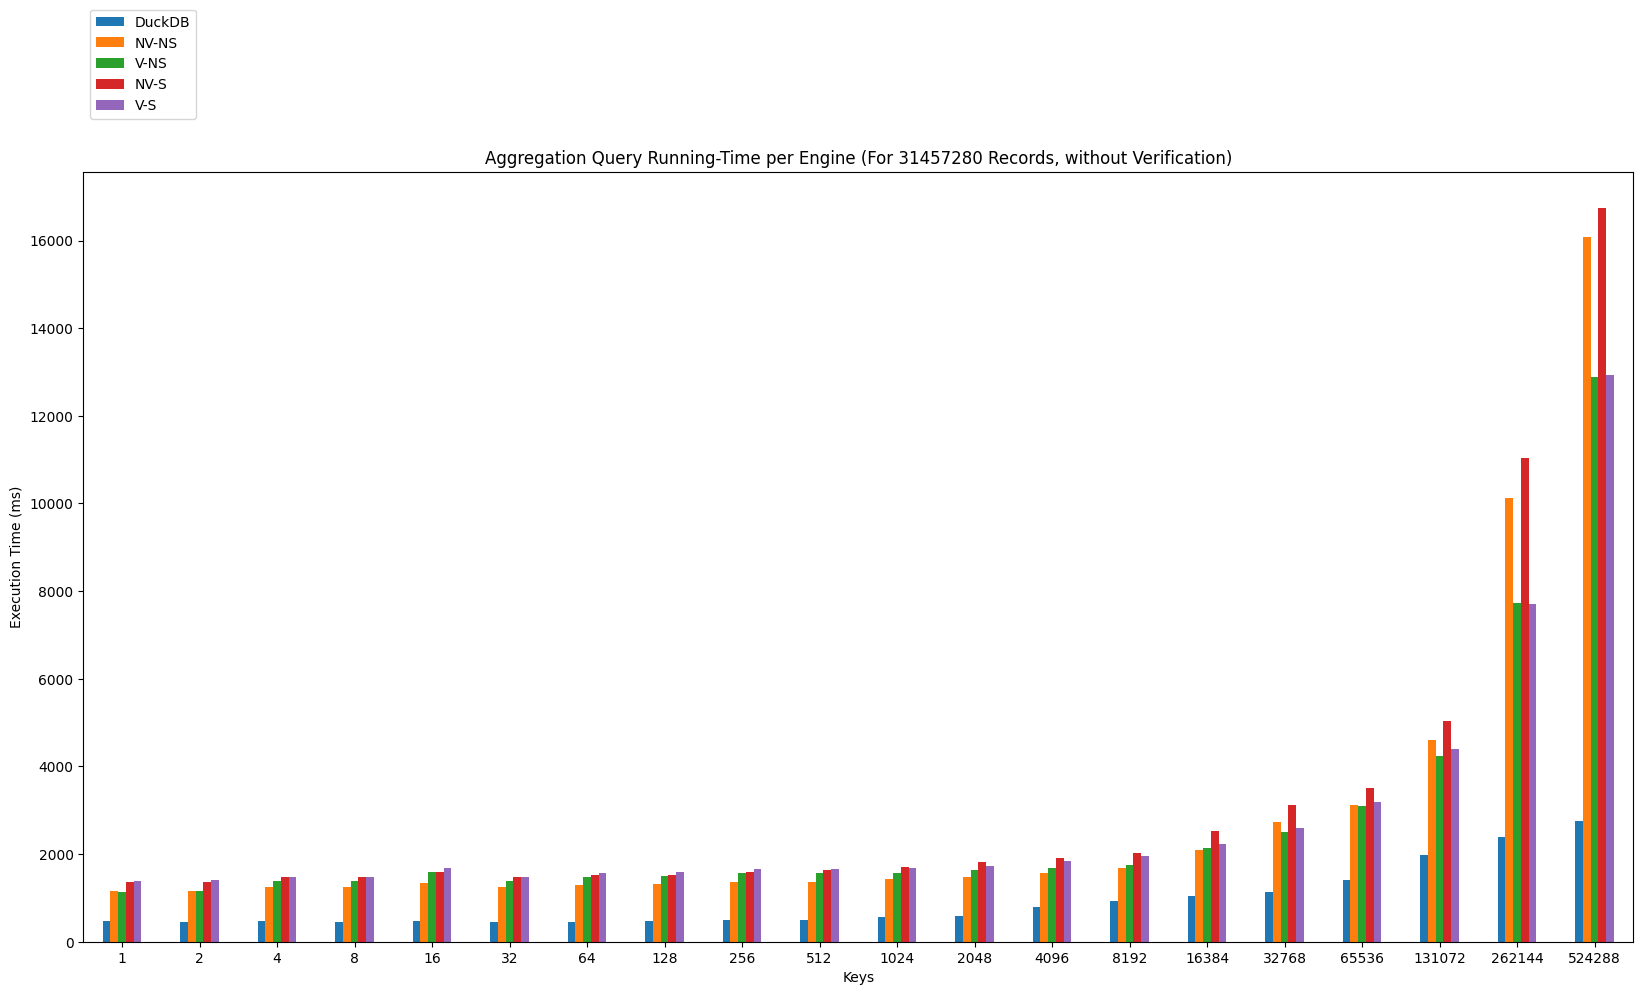 DuckDB
NV-NS
V-NS
NV-S
V-S
Aggregation Query Running-Time per Engine (For 31457280 Records, without Verification)
16000
14000
12000
10000
8000
6000
4000
2000
0
Execution Time (ms)
1 2 4 8 16 32 64 128 256 512 1024 2048 4096 8192 16384 32768 65536 131072 262144 524288
Keys